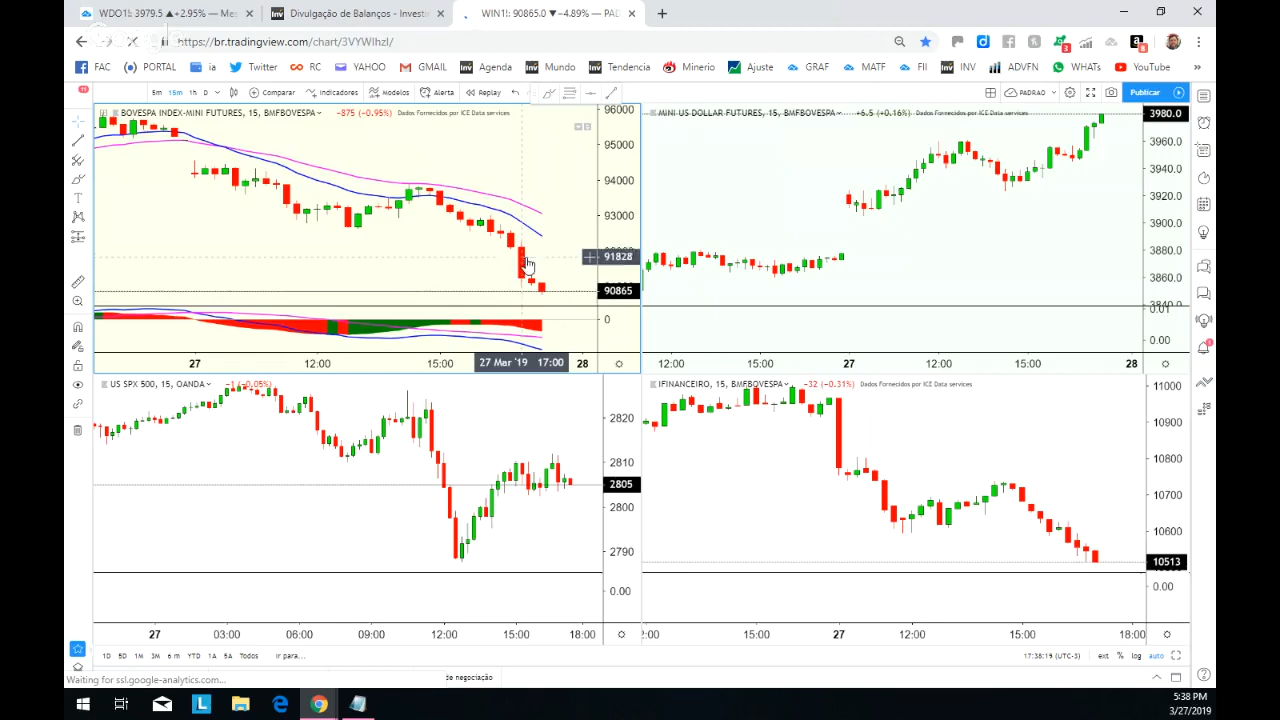 WDO1!: 3979.5 ▲+2.95% — Me
Divulgação de Balanços - Investi
WIN1!: 90865.0 ▼−4.89% — PAD
https://br.tradingview.com/chart/3VYWIhzI/
FAC
PORTAL
ia
Twitter
RC
YAHOO
GMAIL
Agenda
Mundo
Tendencia
Minerio
Ajuste
GRAF
MATF
FII
INV
ADVFN
WHATs
YouTube
5m 15m 1h D
Comparar
Indicadores
Modelos
Alerta
Replay
PADRAO
Publicar
BOVESPA INDEX-MINI FUTURES, 15, BMFBOVESPA
-875 (-0.95%)
Dados Fornecidos por ICE Data services
96000
95000
94000
93000
91828
90865
0
27
12:00
15:00
27 Mar '19 17:00
28
MINI US DOLLAR FUTURES, 15, BMFBOVESPA
+6.5 (+0.16%)
Dados Fornecidos por ICE Data services
3980.0
3960.0
3940.0
3920.0
3900.0
3880.0
3860.0
3840.0
0.01
0.00
12:00
15:00
27
12:00
15:00
28
US SPX 500, 15, OANDA
-1 (-0.05%)
2820
2810
2805
2800
2790
0.00
27
03:00
06:00
09:00
12:00
15:00
18:00
IFINANCEIRO, 15, BMFBOVESPA
-32 (-0.31%)
Dados Fornecidos por ICE Data services
11000
10900
10800
10700
10600
10513
0.00
15:00
27
12:00
15:00
18:00
1D 5D 1M 3M 6 m YTD 1A 5A Todos
Ir para...
17:38:19 (UTC-3)
ext % log auto
Waiting for ssl.google-analytics.com...
de negociação
5:38 PM
3/27/2019